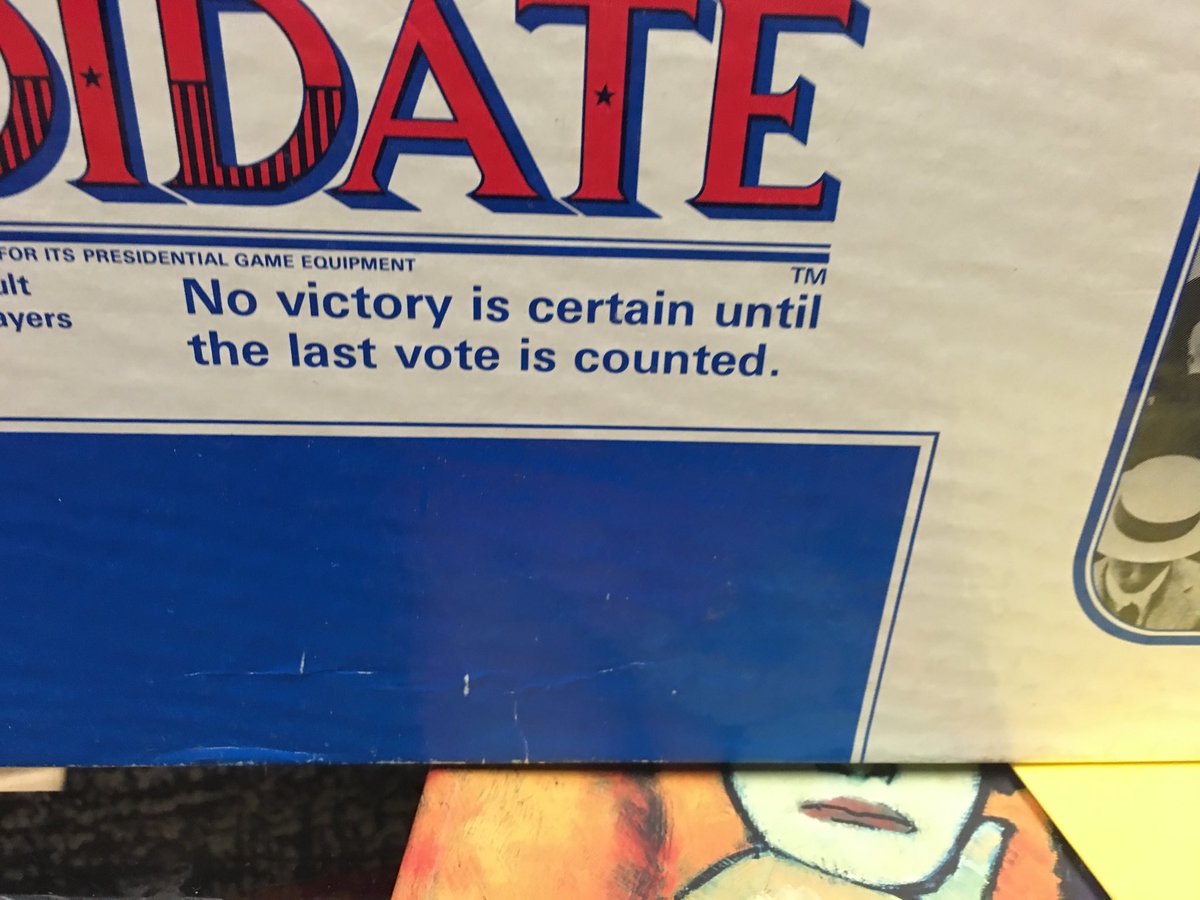 DIDATE
FOR ITS PRESIDENTIAL GAME EQUIPMENT
TM
ult
ayers
No victory is certain until
the last vote is counted.